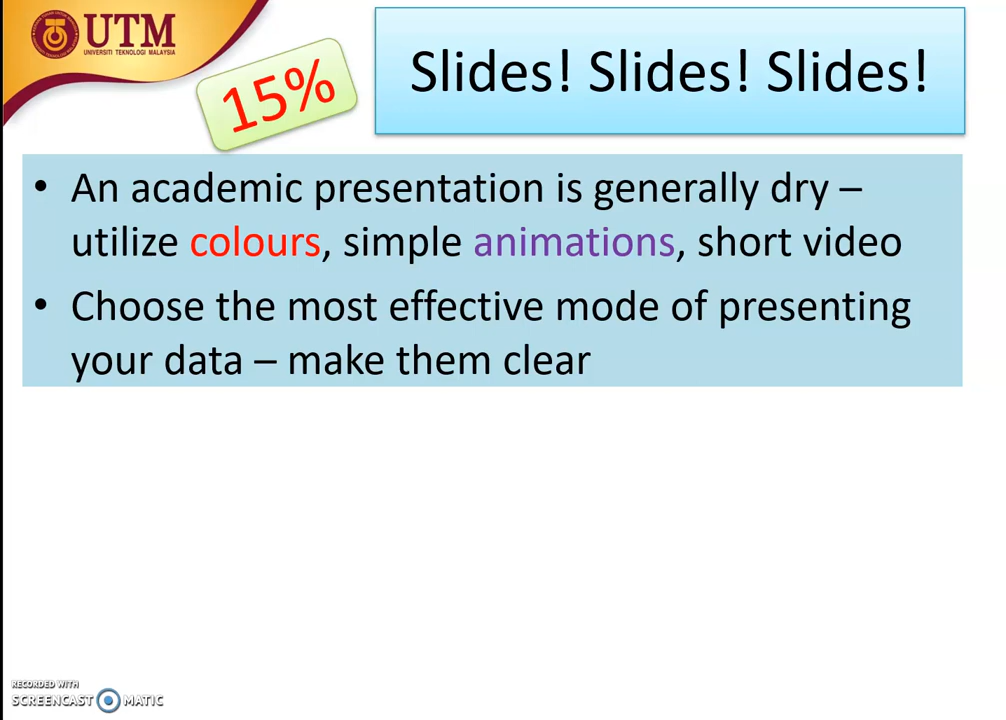 UTM
UNIVERSITI TEKNOLOGI MALAYSIA
15%
Slides! Slides! Slides!
• An academic presentation is generally dry –
utilize colours, simple animations, short video
• Choose the most effective mode of presenting
your data – make them clear
RECORDED WITH
SCREENCAST MATIC